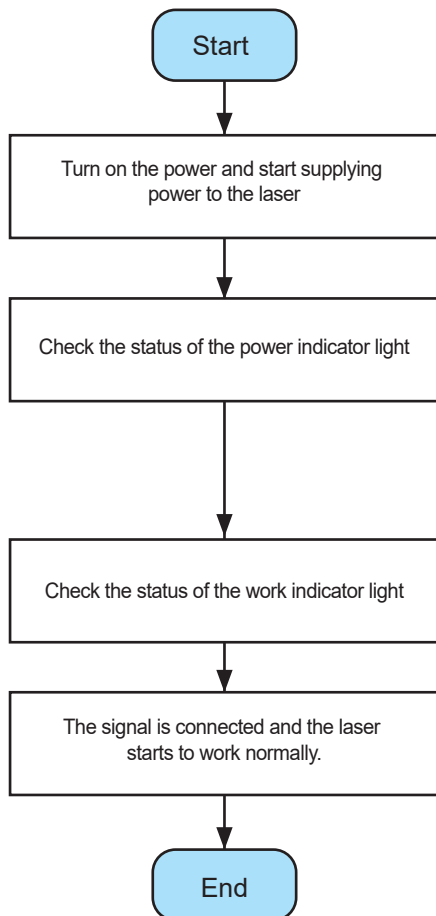 Start
Turn on the power and start supplying
power to the laser
Check the status of the power indicator light
Check the status of the work indicator light
The signal is connected and the laser
starts to work normally.
End